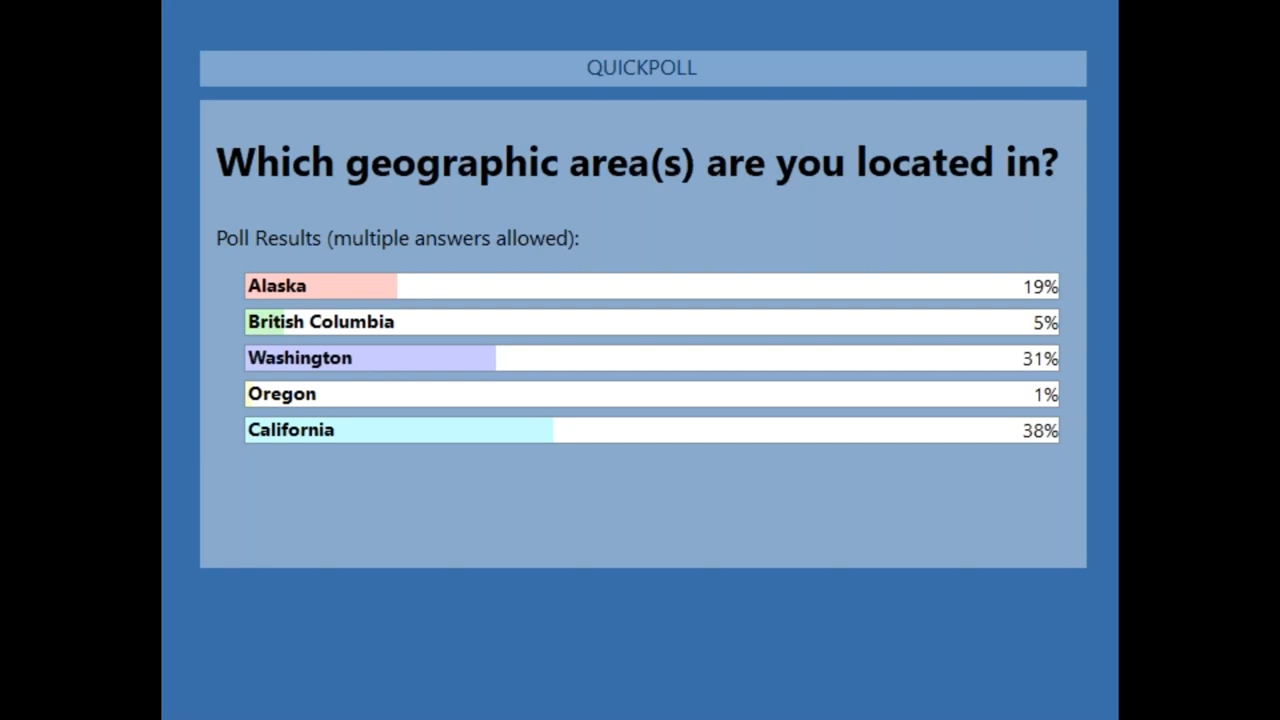 QUICKPOLL
Which geographic area(s) are you located in?
Poll Results (multiple answers allowed):
Alaska 19%
British Columbia 5%
Washington 31%
Oregon 1%
California 38%